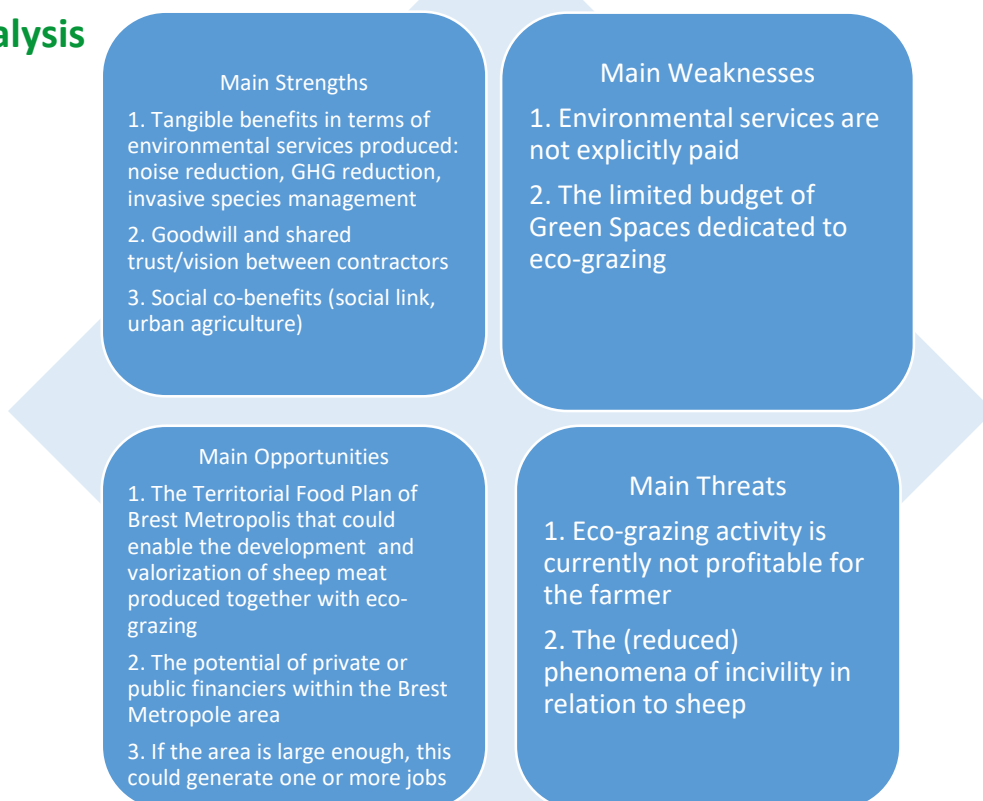 alysis
Main Strengths
1. Tangible benefits in terms of
environmental services produced:
noise reduction, GHG reduction,
invasive species management
2. Goodwill and shared
trust/vision between contractors
3. Social co-benefits (social link,
urban agriculture)
Main Weaknesses
1. Environmental services are
not explicitly paid
2. The limited budget of
Green Spaces dedicated to
eco-grazing
Main Opportunities
1. The Territorial Food Plan of
Brest Metropolis that could
enable the development and
valorization of sheep meat
produced together with eco-
grazing
2. The potential of private or
public financiers within the Brest
Metropole area
3. If the area is large enough, this
could generate one or more jobs
Main Threats
1. Eco-grazing activity is
currently not profitable for
the farmer
2. The (reduced)
phenomena of incivility in
relation to sheep